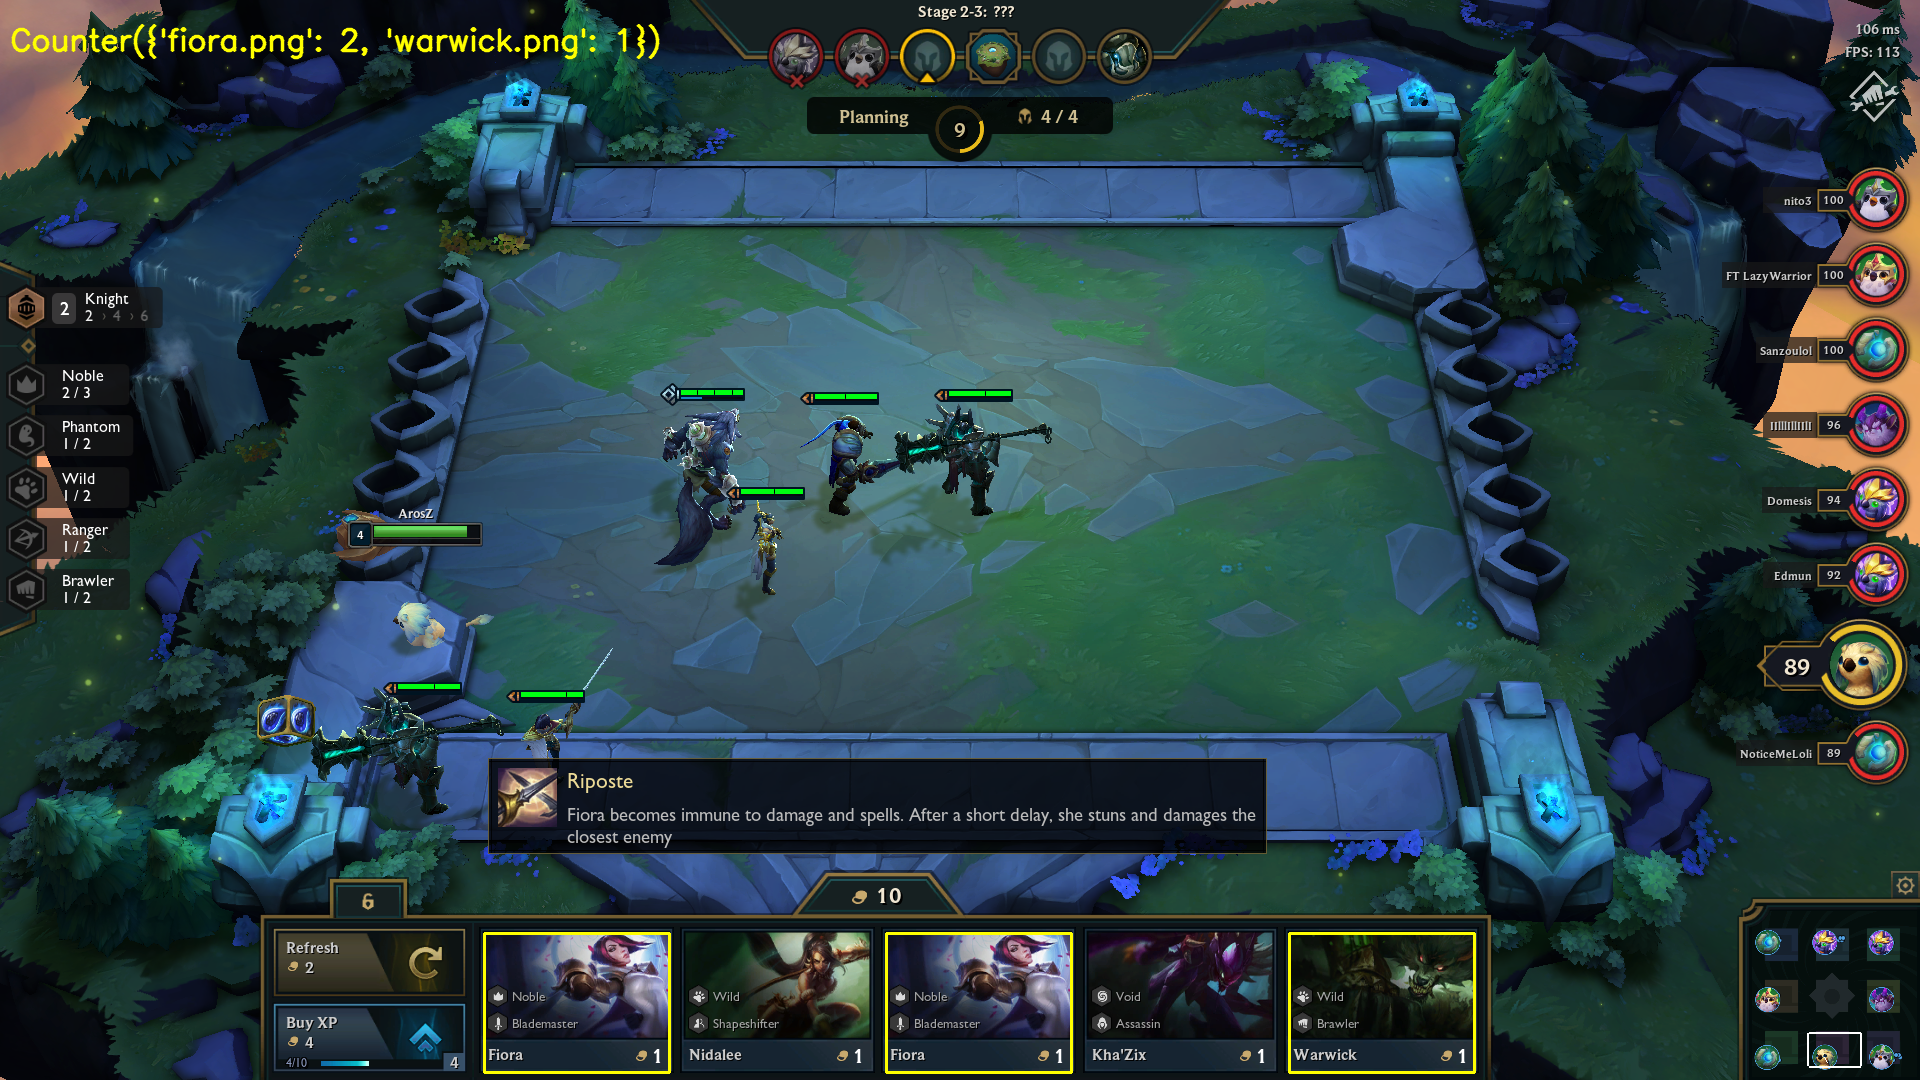 Stage 2-3: ???
Counter({'fiora.png': 2, 'warwick.png': 1})
106 ms
FPS: 113
Planning
9
4 / 4
nito3
100
FT LazyWarrior
100
Sanzoulol
100
96
Domesis
94
Edmun
92
89
NoticeMeLoli
89
2
Knight
2 › 4 › 6
Noble
2 / 3
Phantom
1 / 2
Wild
1 / 2
Ranger
1 / 2
Brawler
1 / 2
ArosZ
4
Riposte
Fiora becomes immune to damage and spells. After a short delay, she stuns and damages the
closest enemy
6
10
Refresh
2
Buy XP
4
4/10
4
Noble
Blademaster
Fiora
1
Wild
Shapeshifter
Nidalee
1
Noble
Blademaster
Fiora
1
Void
Assassin
Kha'Zix
1
Wild
Brawler
Warwick
1